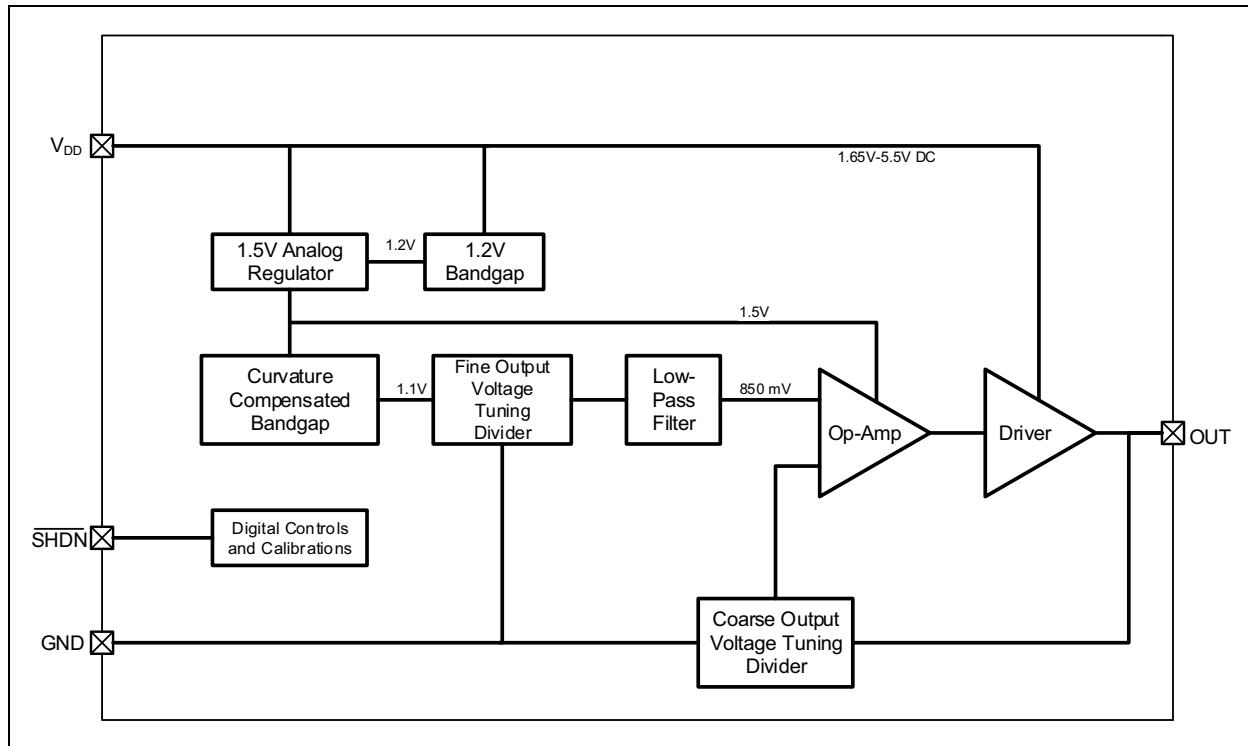 VDD
1.65V-5.5V DC
1.5V Analog
Regulator
1.2V
1.2V
Bandgap
1.5V
Curvature
Compensated
Bandgap
1.1V
Fine Output
Voltage
Tuning
Divider
Low-
Pass
Filter
850 mV
Op-Amp
Driver
OUT
SHDN
Digital Controls
and Calibrations
GND
Coarse Output
Voltage Tuning
Divider